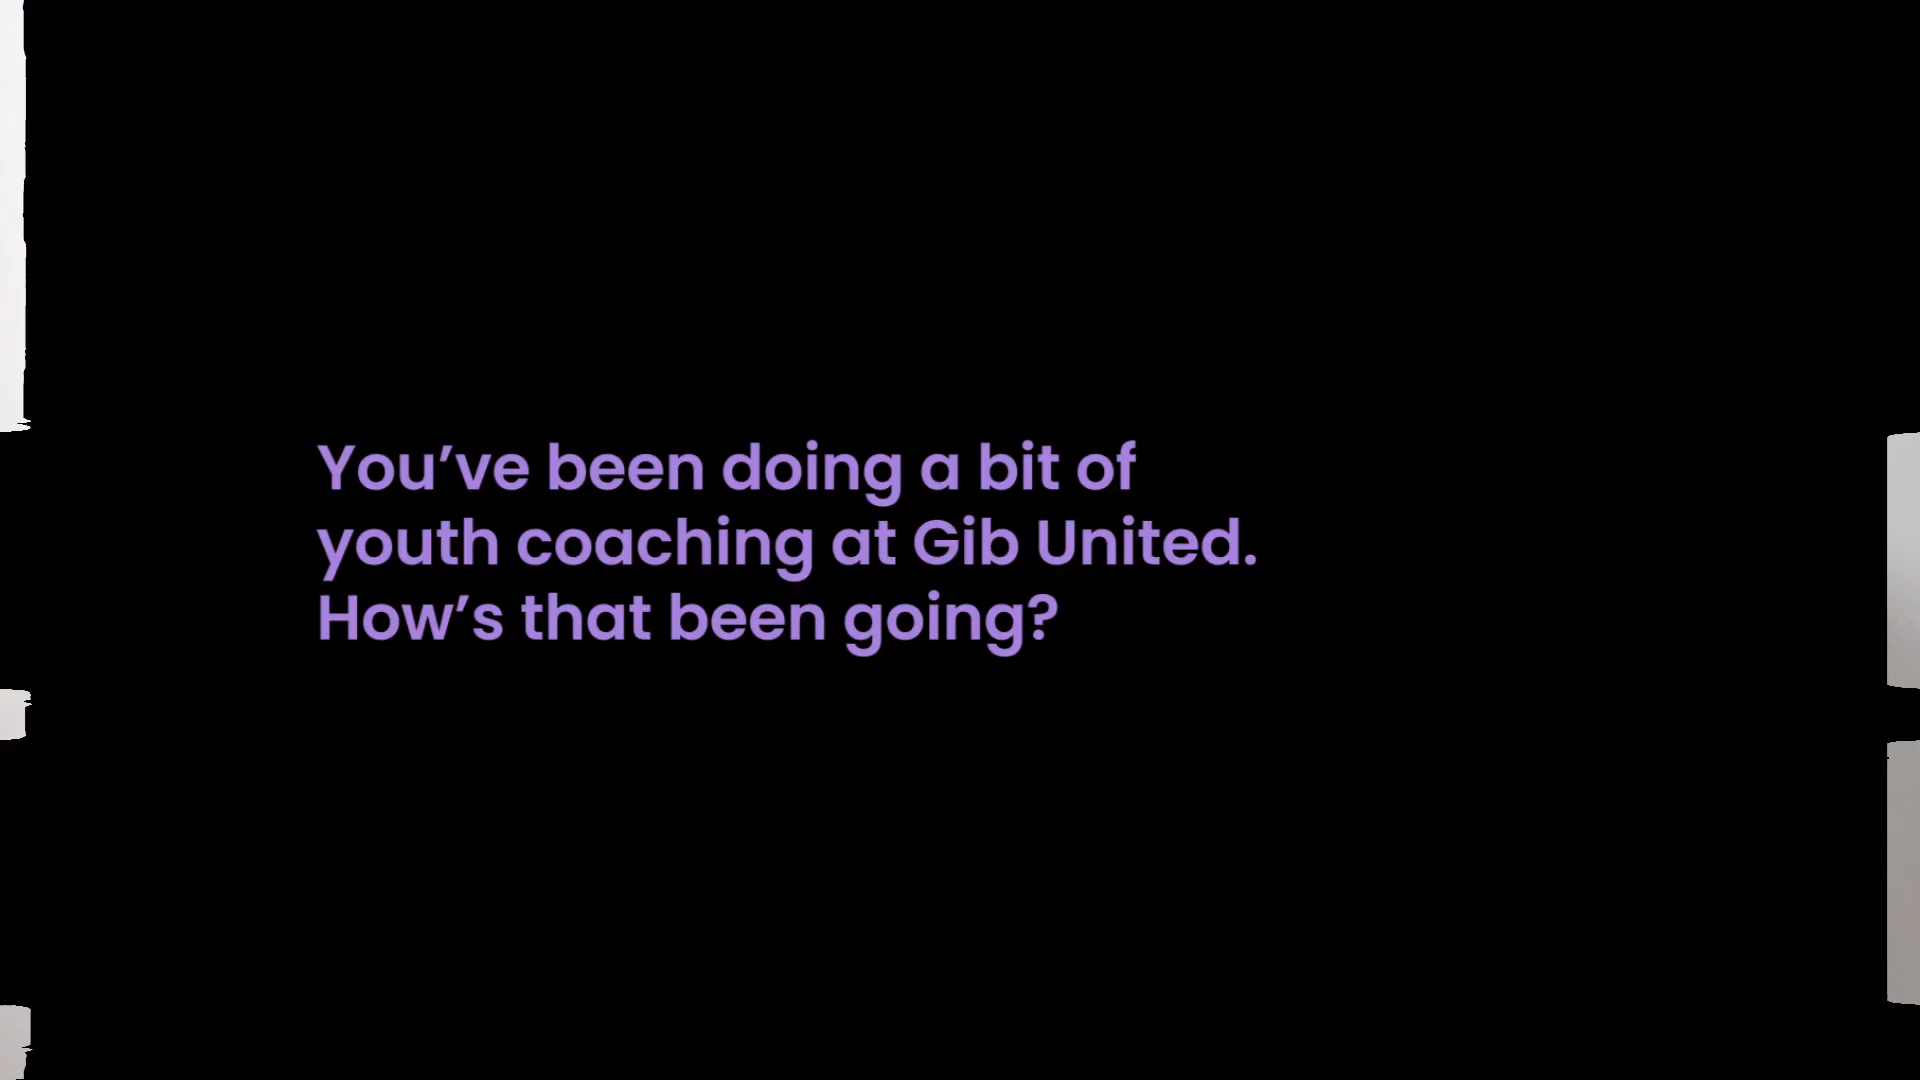 You’ve been doing a bit of
youth coaching at Gib United.
How’s that been going?